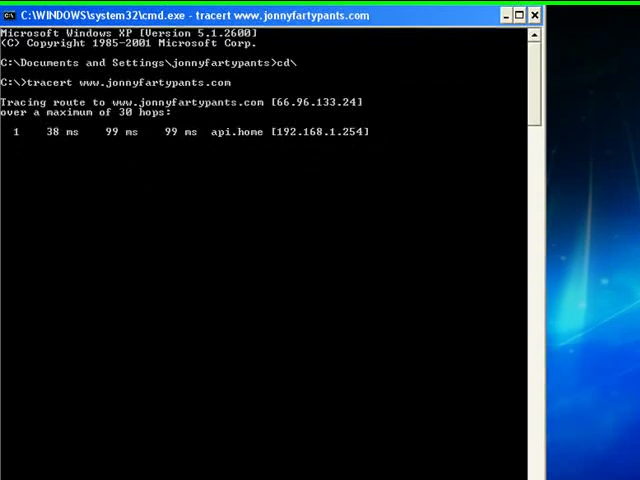 C:\WINDOWS\system32\cmd.exe - tracert www.jonnyfartypants.com
Microsoft Windows XP [Version 5.1.2600]
(C) Copyright 1985-2001 Microsoft Corp.
C:\Documents and Settings\jonnyfartypants>cd\
C:\>tracert www.jonnyfartypants.com
Tracing route to www.jonnyfartypants.com [66.96.133.24]
over a maximum of 30 hops:
1 38 ms 99 ms 99 ms api.home [192.168.1.254]